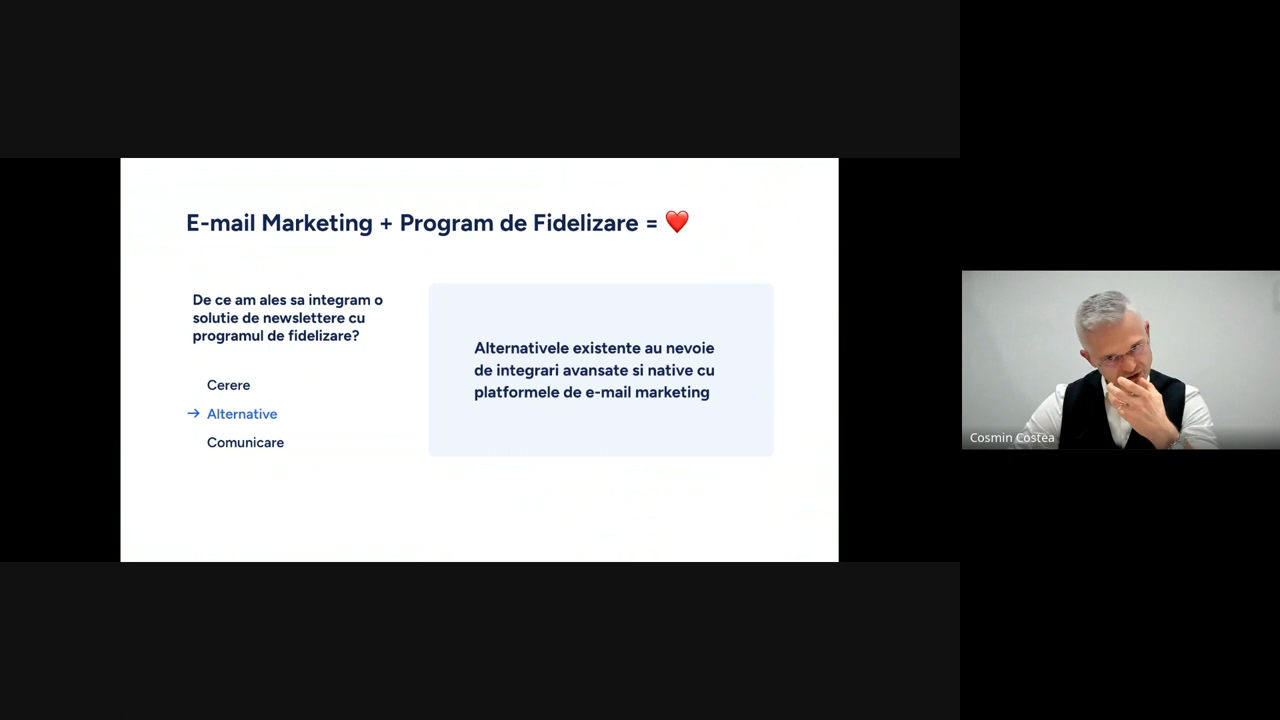 E-mail Marketing + Program de Fidelizare = ❤️
De ce am ales sa integram o
solutie de newslettere cu
programul de fidelizare?
Cerere
→ Alternative
Comunicare
Alternativele existente au nevoie
de integrari avansate si native cu
platformele de e-mail marketing
Cosmin Costea